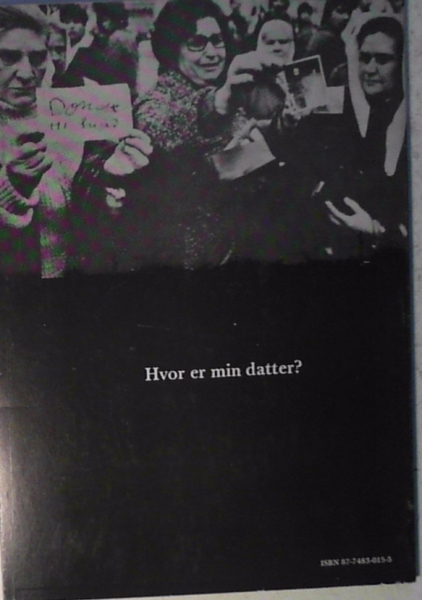 Hvor er min datter?
ISBN 87-7483-015-5